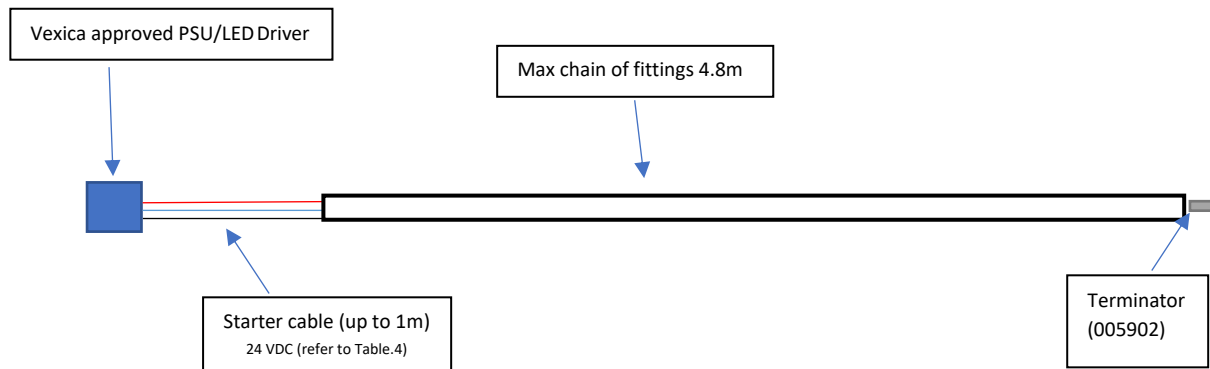 Vexica approved PSU/LED Driver
Max chain of fittings 4.8m
Starter cable (up to 1m)
24 VDC (refer to Table.4)
Terminator
(005902)